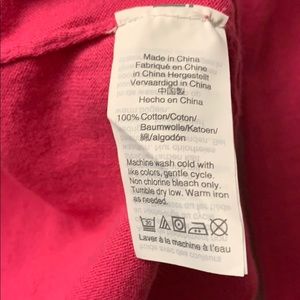 Made in China
Fabriqué en Chine
in China Hergestellt
Vervaardigd in China
中国製
Hecho en China
100% Cotton/Coton/
Baumwolle/Katoen/
綿/algodón
Machine wash cold with
like colors, gentle cycle.
Non chlorine bleach only.
Tumble dry low. Warm iron
as needed.
30
Laver à la machine à l'eau